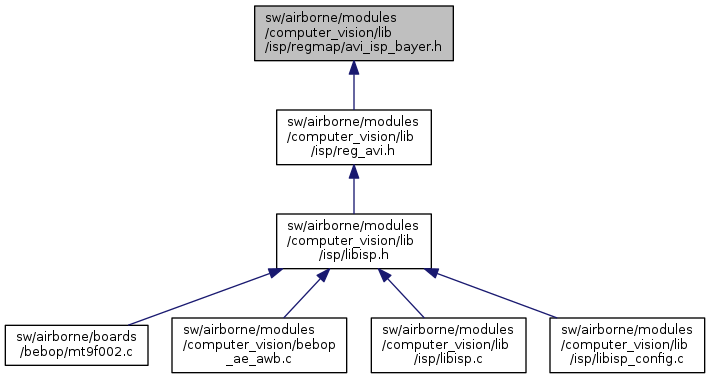 sw/airborne/modules
/computer_vision/lib
/isp/regmap/avi_isp_bayer.h
sw/airborne/modules
/computer_vision/lib
/isp/reg_avi.h
sw/airborne/modules
/computer_vision/lib
/isp/libisp.h
sw/airborne/boards
/bebop/mt9f002.c
sw/airborne/modules
/computer_vision/bebop
_ae_awb.c
sw/airborne/modules
/computer_vision/lib
/isp/libisp.c
sw/airborne/modules
/computer_vision/lib
/isp/libisp_config.c